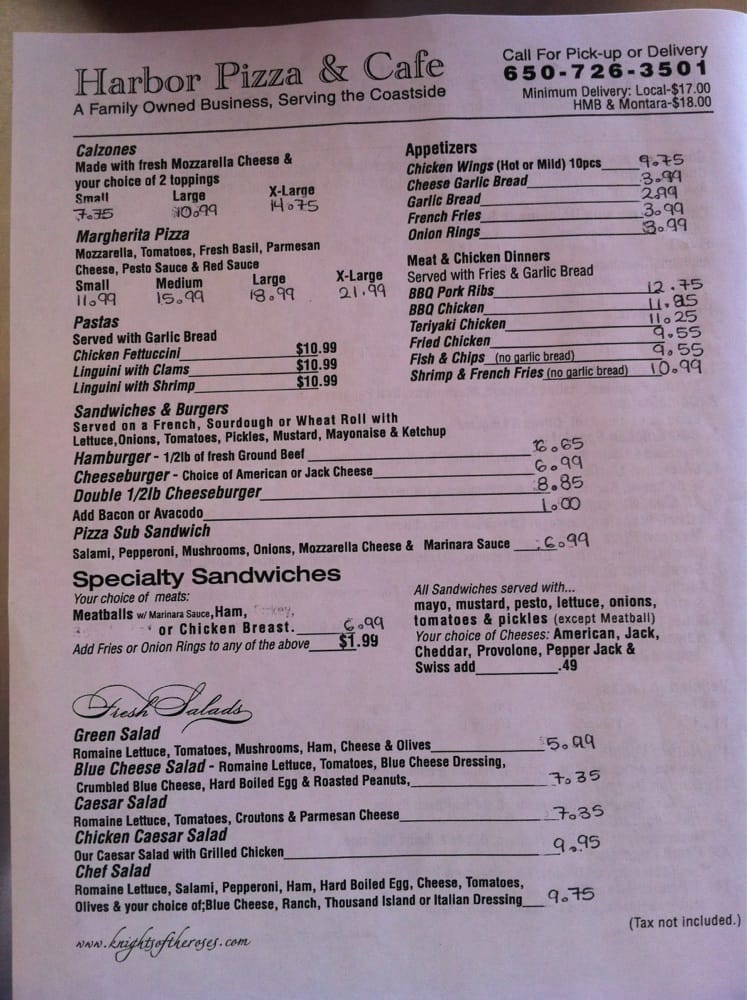 Harbor Pizza & Cafe
A Family Owned Business, Serving the Coastside
Call For Pick-up or Delivery
650-726-3501
Minimum Delivery: Local-$17.00
HMB & Montara-$18.00
Calzones
Made with fresh Mozzarella Cheese &
your choice of 2 toppings
Small Large X-Large
7.75 10.99 14.75
Margherita Pizza
Mozzarella, Tomatoes, Fresh Basil, Parmesan
Cheese, Pesto Sauce & Red Sauce
Small Medium Large X-Large
11.99 15.99 18.99 21.99
Pastas
Served with Garlic Bread
Chicken Fettuccini $10.99
Linguini with Clams $10.99
Linguini with Shrimp $10.99
Appetizers
Chicken Wings (Hot or Mild) 10pcs 9.75
Cheese Garlic Bread 3.99
Garlic Bread 2.99
French Fries 3.99
Onion Rings 3.99
Meat & Chicken Dinners
Served with Fries & Garlic Bread
BBQ Pork Ribs 12.75
BBQ Chicken 11.85
Teriyaki Chicken 11.25
Fried Chicken 9.55
Fish & Chips (no garlic bread) 9.55
Shrimp & French Fries (no garlic bread) 10.99
Sandwiches & Burgers
Served on a French, Sourdough or Wheat Roll with
Lettuce,Onions, Tomatoes, Pickles, Mustard, Mayonaise & Ketchup
Hamburger - 1/2lb of fresh Ground Beef 6.65
Cheeseburger - Choice of American or Jack Cheese 6.99
Double 1/2lb Cheeseburger 8.85
Add Bacon or Avacodo 1.00
Pizza Sub Sandwich
Salami, Pepperoni, Mushrooms, Onions, Mozzarella Cheese & Marinara Sauce 6.99
Specialty Sandwiches
Your choice of meats:
Meatballs w/ Marinara Sauce, Ham,
or Chicken Breast. 6.99
Add Fries or Onion Rings to any of the above $1.99
All Sandwiches served with...
mayo, mustard, pesto, lettuce, onions,
tomatoes & pickles (except Meatball)
Your choice of Cheeses: American, Jack,
Cheddar, Provolone, Pepper Jack &
Swiss add .49
Fresh Salads
Green Salad
Romaine Lettuce, Tomatoes, Mushrooms, Ham, Cheese & Olives 5.99
Blue Cheese Salad - Romaine Lettuce, Tomatoes, Blue Cheese Dressing,
Crumbled Blue Cheese, Hard Boiled Egg & Roasted Peanuts, 7.35
Caesar Salad
Romaine Lettuce, Tomatoes, Croutons & Parmesan Cheese 7.35
Chicken Caesar Salad
Our Caesar Salad with Grilled Chicken 9.95
Chef Salad
Romaine Lettuce, Salami, Pepperoni, Ham, Hard Boiled Egg, Cheese, Tomatoes,
Olives & your choice of;Blue Cheese, Ranch, Thousand Island or Italian Dressing 9.75
(Tax not included.)
www.knightsoftheroses.com